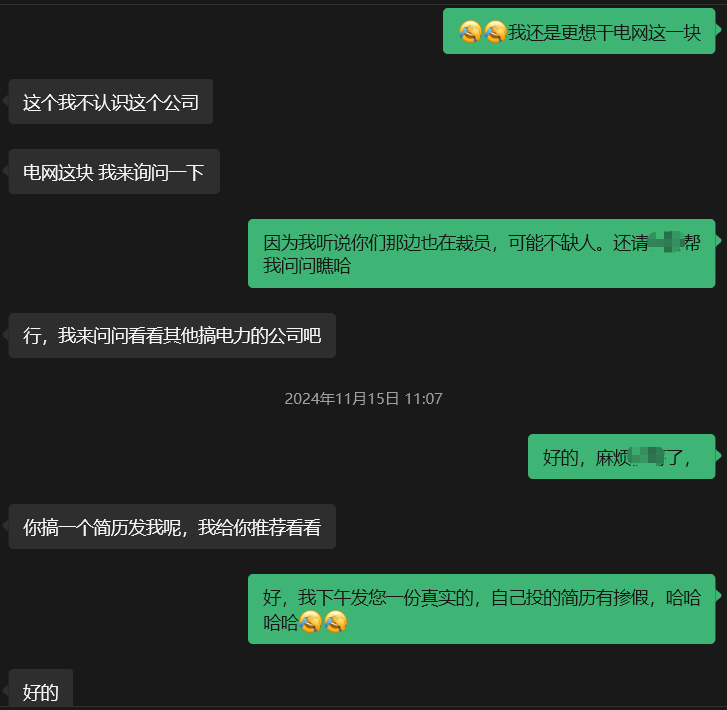 我还是更想干电网这一块
这个我不认识这个公司
电网这块 我来询问一下
因为我听说你们那边也在裁员，可能不缺人。还请帮
我问问瞧哈
行，我来问问看看其他搞电力的公司吧
2024年11月15日 11:07
好的，麻烦了，
你搞一个简历发我呢，我给你推荐看看
好，我下午发您一份真实的，自己投的简历有掺假，哈哈
哈哈
好的